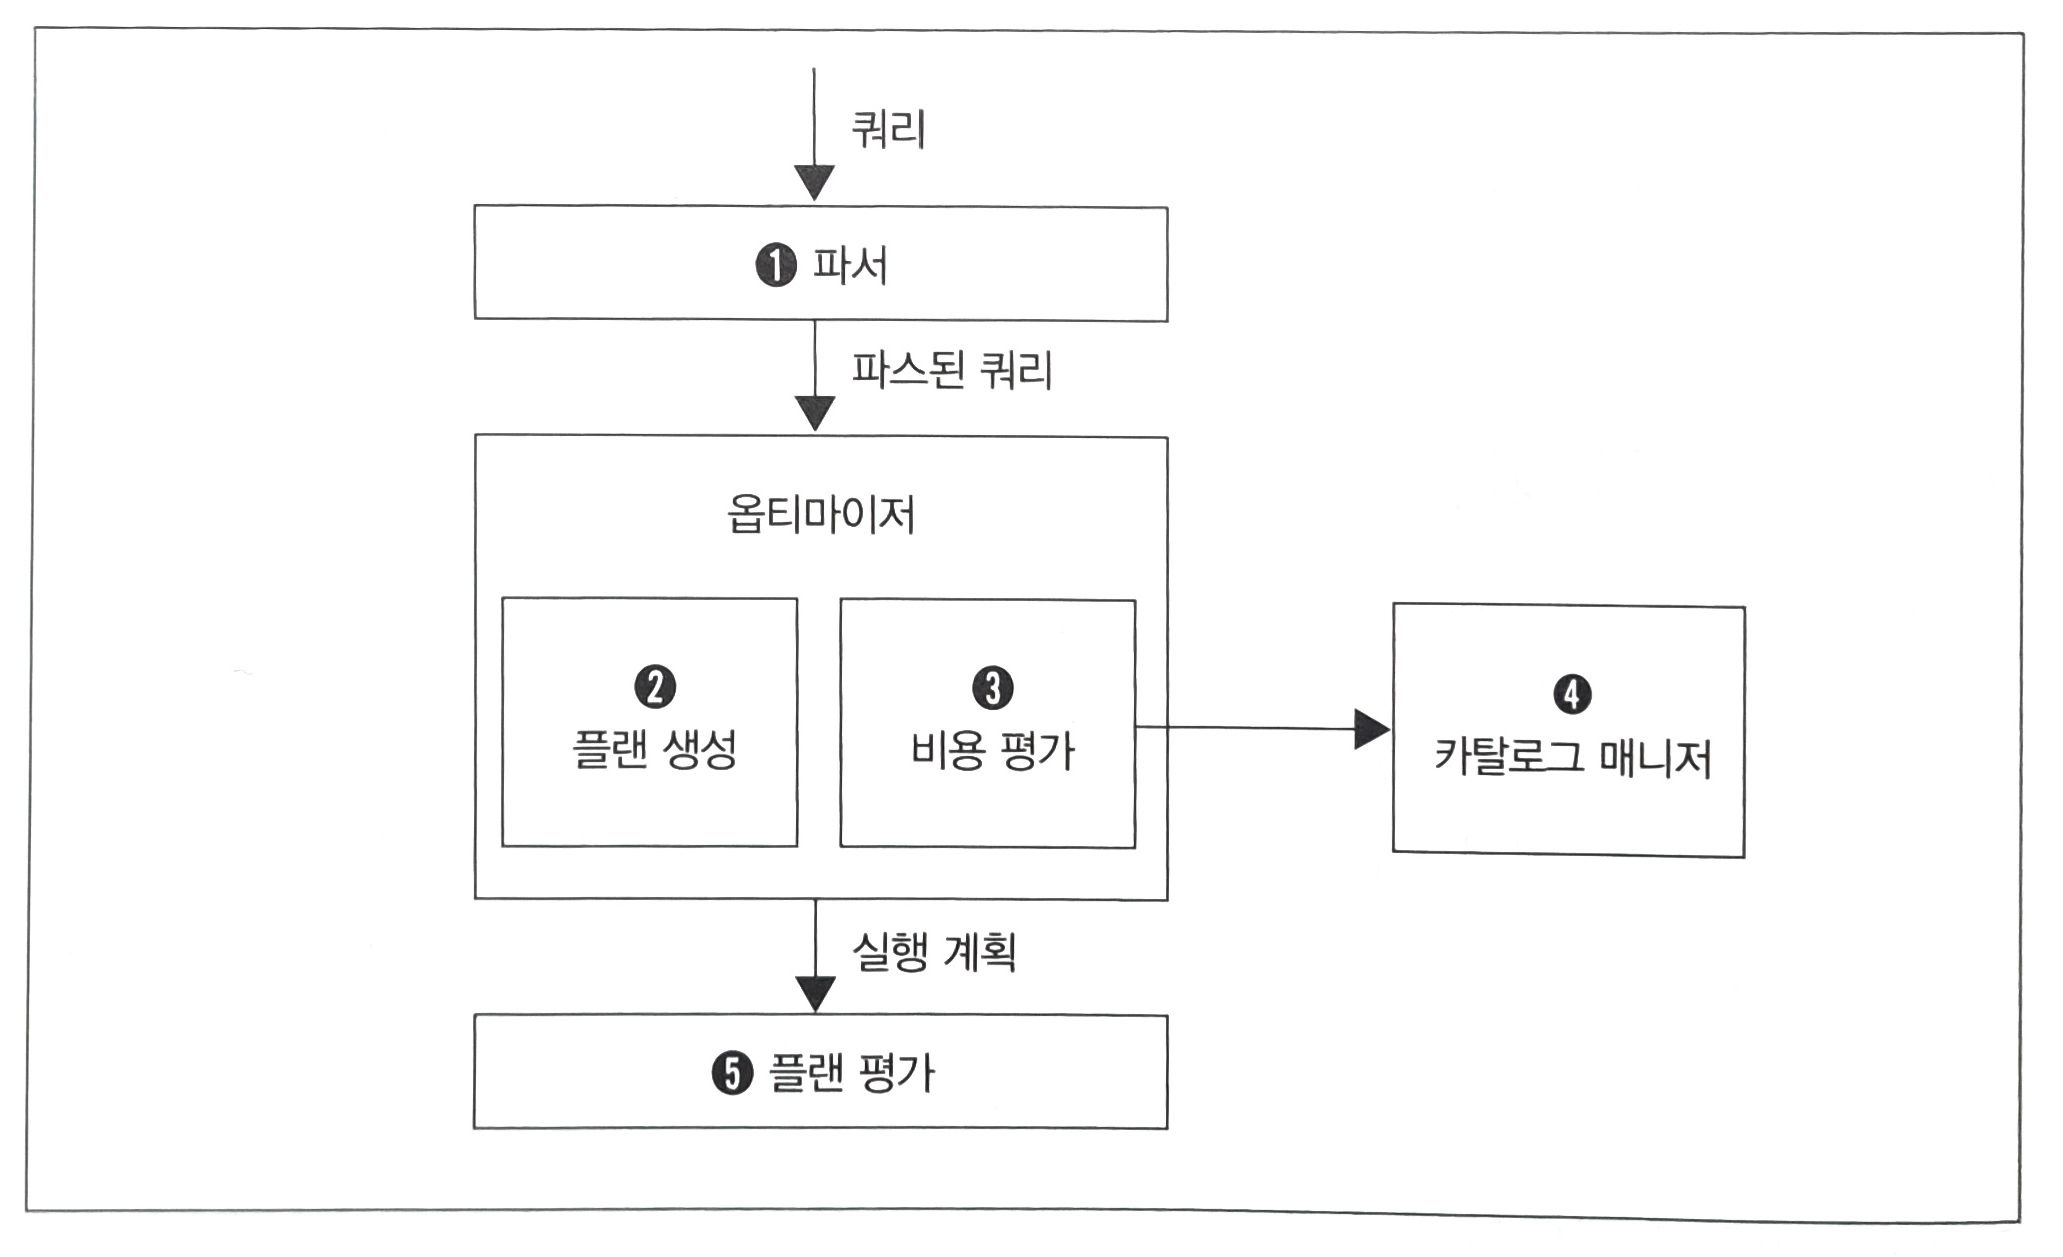 쿼리
❶ 파서
파스된 쿼리
옵티마이저
❷
플랜 생성
❸
비용 평가
❹
카탈로그 매니저
실행 계획
❺ 플랜 평가